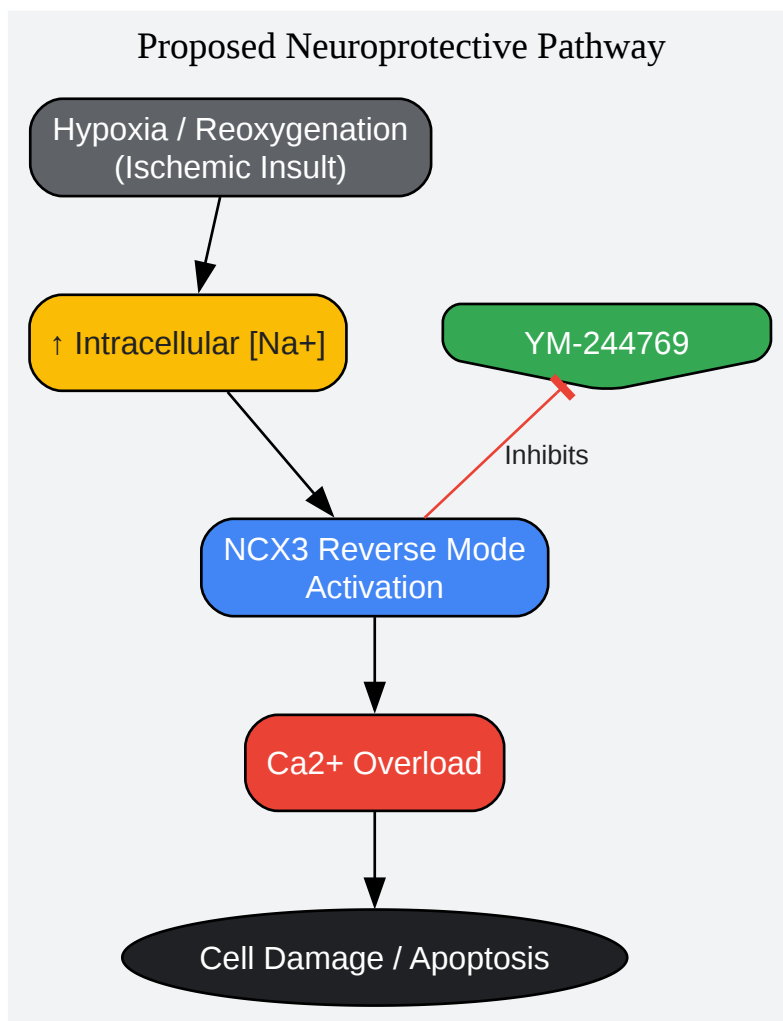 Proposed Neuroprotective Pathway
Hypoxia / Reoxygenation
(Ischemic Insult)
↑ Intracellular [Na+]
YM-244769
Inhibits
NCX3 Reverse Mode
Activation
Ca2+ Overload
Cell Damage / Apoptosis